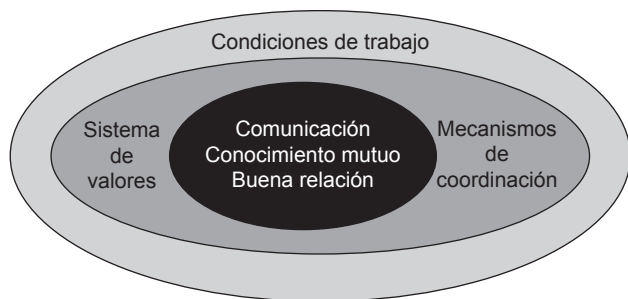 Condiciones de trabajo
Sistema
de
valores
Comunicación
Conocimiento mutuo
Buena relación
Mecanismos
de
coordinación